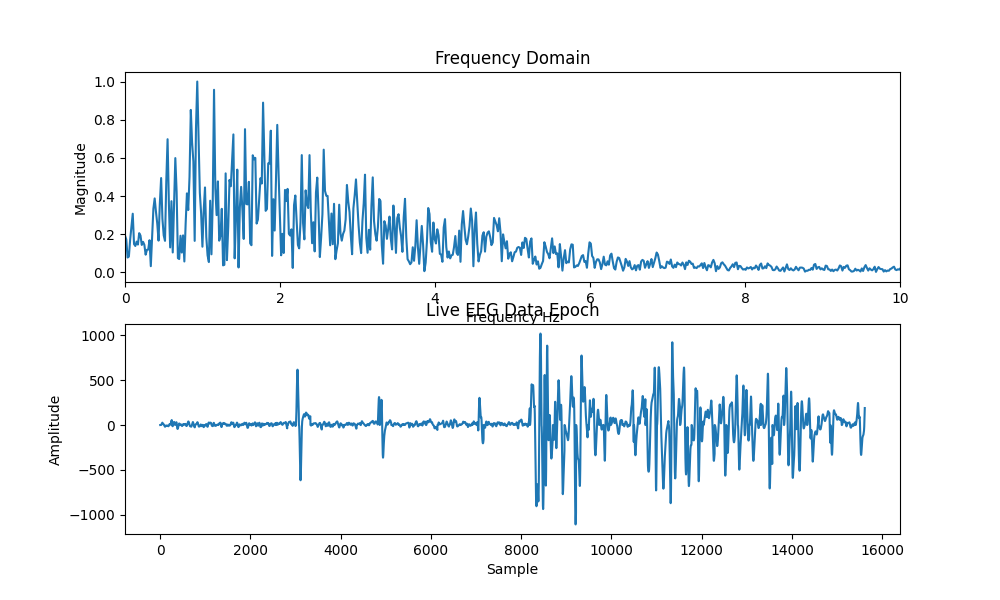 Frequency Domain
1.0
0.8
0.6
0.4
0.2
0.0
Magnitude
0 2 4 6 8 10
Frequency Hz
Live EEG Data Epoch
1000
500
0
−500
−1000
Amplitude
0 2000 4000 6000 8000 10000 12000 14000 16000
Sample